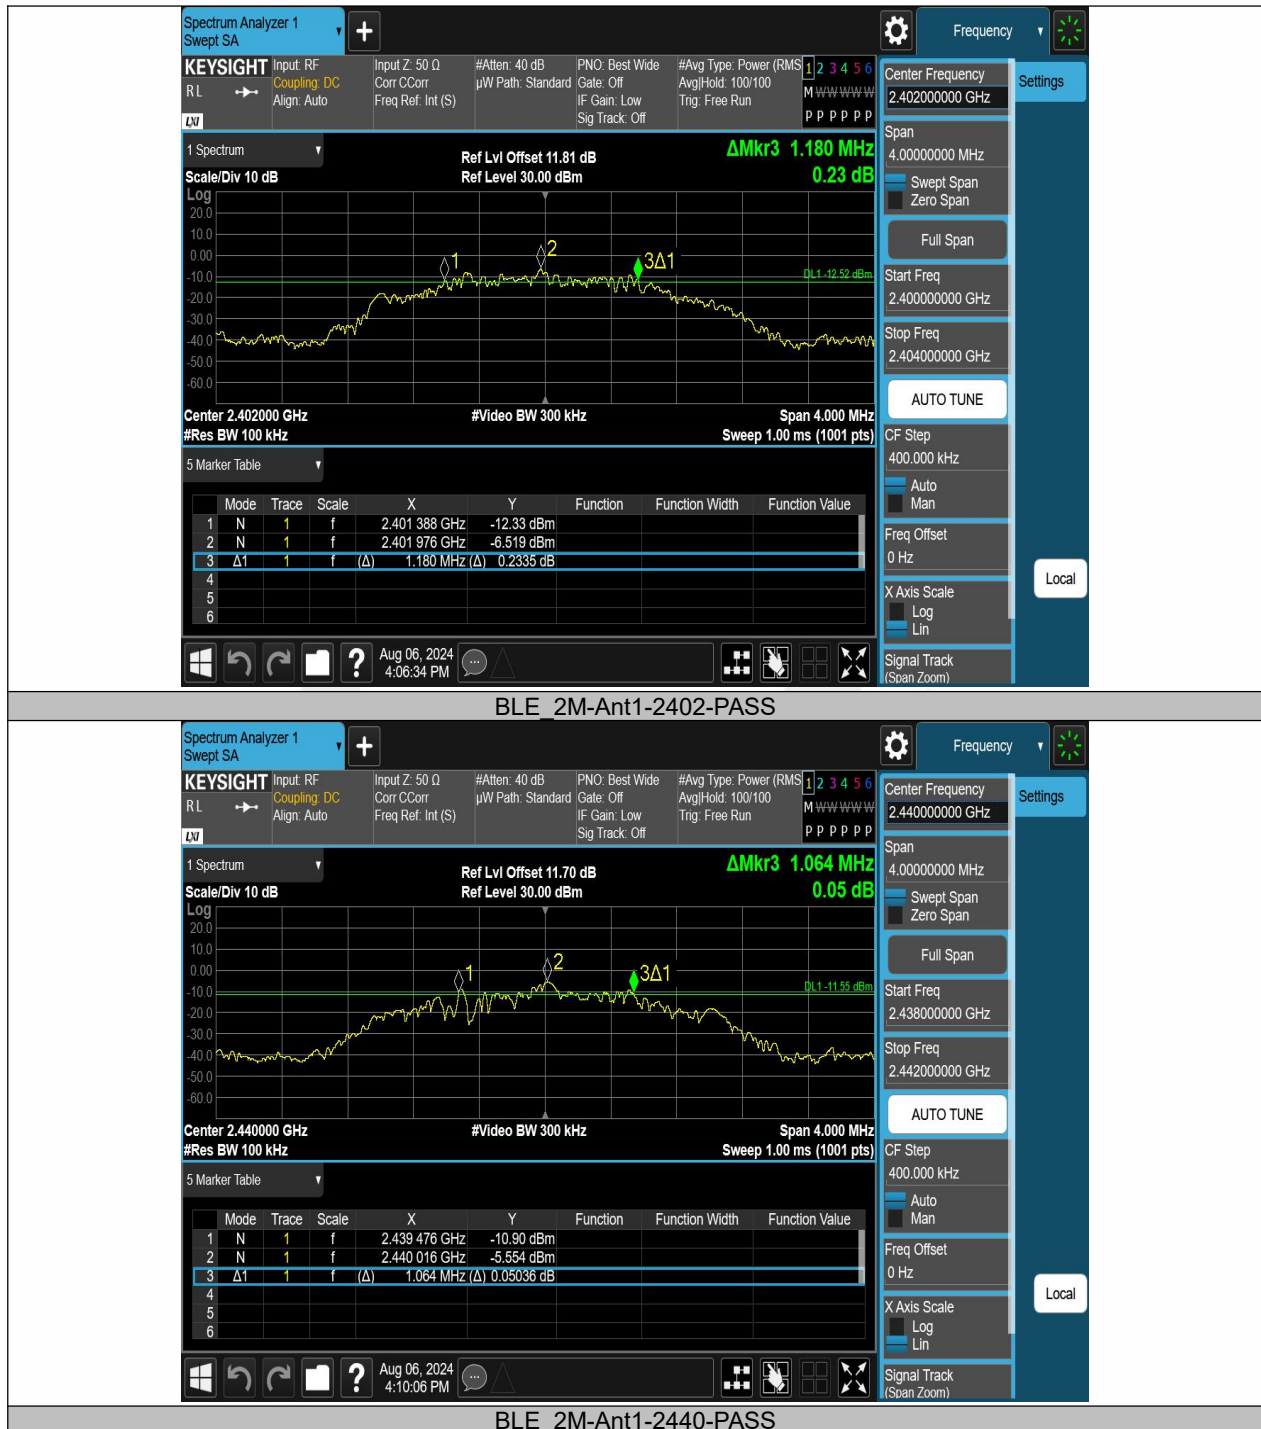 Spectrum Analyzer 1
Swept SA
+
Frequency
KEYSIGHT
R L
LXI
Input: RF
Coupling: DC
Align: Auto
Input Z: 50 Ω
Corr CCorr
Freq Ref: Int (S)
#Atten: 40 dB
µW Path: Standard
PNO: Best Wide
Gate: Off
IF Gain: Low
Sig Track: Off
#Avg Type: Power (RMS
Avg|Hold: 100/100
Trig: Free Run
1 2 3 4 5 6
M W W W W W
P P P P P P
1 Spectrum
Scale/Div 10 dB
Ref Lvl Offset 11.81 dB
Ref Level 30.00 dBm
ΔMkr3 1.180 MHz
0.23 dB
Log
20.0
10.0
0.00
-10.0
-20.0
-30.0
-40.0
-50.0
-60.0
1
2
3Δ1
DL1 -12.52 dBm
Center 2.402000 GHz
#Video BW 300 kHz
Span 4.000 MHz
#Res BW 100 kHz
Sweep 1.00 ms (1001 pts)
5 Marker Table
Mode Trace Scale X Y Function Function Width Function Value
1 N 1 f 2.401 388 GHz -12.33 dBm
2 N 1 f 2.401 976 GHz -6.519 dBm
3 Δ1 1 f (Δ) 1.180 MHz (Δ) 0.2335 dB
4
5
6
?
Aug 06, 2024
4:06:34 PM
Center Frequency
2.402000000 GHz
Settings
Span
4.00000000 MHz
Swept Span
Zero Span
Full Span
Start Freq
2.400000000 GHz
Stop Freq
2.404000000 GHz
AUTO TUNE
CF Step
400.000 kHz
Auto
Man
Freq Offset
0 Hz
Local
X Axis Scale
Log
Lin
Signal Track
(Span Zoom)
BLE_2M-Ant1-2402-PASS
Spectrum Analyzer 1
Swept SA
+
Frequency
KEYSIGHT
R L
LXI
Input: RF
Coupling: DC
Align: Auto
Input Z: 50 Ω
Corr CCorr
Freq Ref: Int (S)
#Atten: 40 dB
µW Path: Standard
PNO: Best Wide
Gate: Off
IF Gain: Low
Sig Track: Off
#Avg Type: Power (RMS
Avg|Hold: 100/100
Trig: Free Run
1 2 3 4 5 6
M W W W W W
P P P P P P
1 Spectrum
Scale/Div 10 dB
Ref Lvl Offset 11.70 dB
Ref Level 30.00 dBm
ΔMkr3 1.064 MHz
0.05 dB
Log
20.0
10.0
0.00
-10.0
-20.0
-30.0
-40.0
-50.0
-60.0
1
2
3Δ1
DL1 -11.55 dBm
Center 2.440000 GHz
#Video BW 300 kHz
Span 4.000 MHz
#Res BW 100 kHz
Sweep 1.00 ms (1001 pts)
5 Marker Table
Mode Trace Scale X Y Function Function Width Function Value
1 N 1 f 2.439 476 GHz -10.90 dBm
2 N 1 f 2.440 016 GHz -5.554 dBm
3 Δ1 1 f (Δ) 1.064 MHz (Δ) 0.05036 dB
4
5
6
?
Aug 06, 2024
4:10:06 PM
Center Frequency
2.440000000 GHz
Settings
Span
4.00000000 MHz
Swept Span
Zero Span
Full Span
Start Freq
2.438000000 GHz
Stop Freq
2.442000000 GHz
AUTO TUNE
CF Step
400.000 kHz
Auto
Man
Freq Offset
0 Hz
Local
X Axis Scale
Log
Lin
Signal Track
(Span Zoom)
BLE_2M-Ant1-2440-PASS